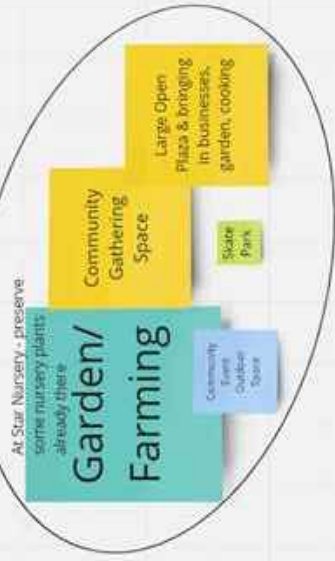 At Star Nursery - preserve
some nursery plants
already there
Garden/
Farming
Community
Gathering
Space
Large Open
Plaza & bringing
in businesses,
garden, cooking
Community
Event
Outdoor
Space
Skate
Park